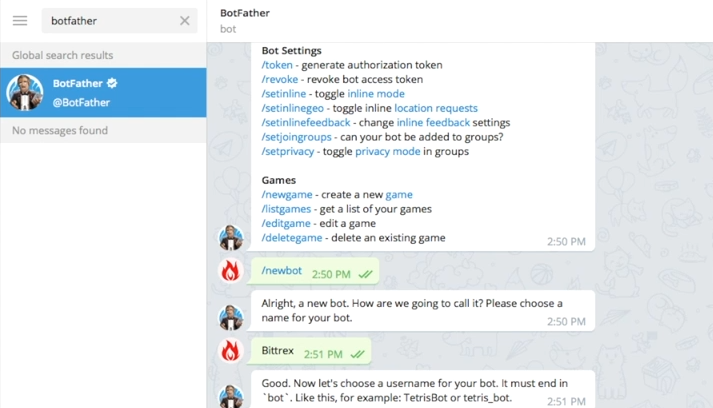 botfather
Global search results
BotFather
@BotFather
No messages found
BotFather
bot
Bot Settings
/token - generate authorization token
/revoke - revoke bot access token
/setinline - toggle inline mode
/setinlinegeo - toggle inline location requests
/setinlinefeedback - change inline feedback settings
/setjoingroups - can your bot be added to groups?
/setprivacy - toggle privacy mode in groups
Games
/newgame - create a new game
/listgames - get a list of your games
/editgame - edit a game
/deletegame - delete an existing game
2:50 PM
/newbot 2:50 PM
Alright, a new bot. How are we going to call it? Please choose a
name for your bot.
2:50 PM
Bittrex 2:51 PM
Good. Now let's choose a username for your bot. It must end in
`bot`. Like this, for example: TetrisBot or tetris_bot.
2:51 PM